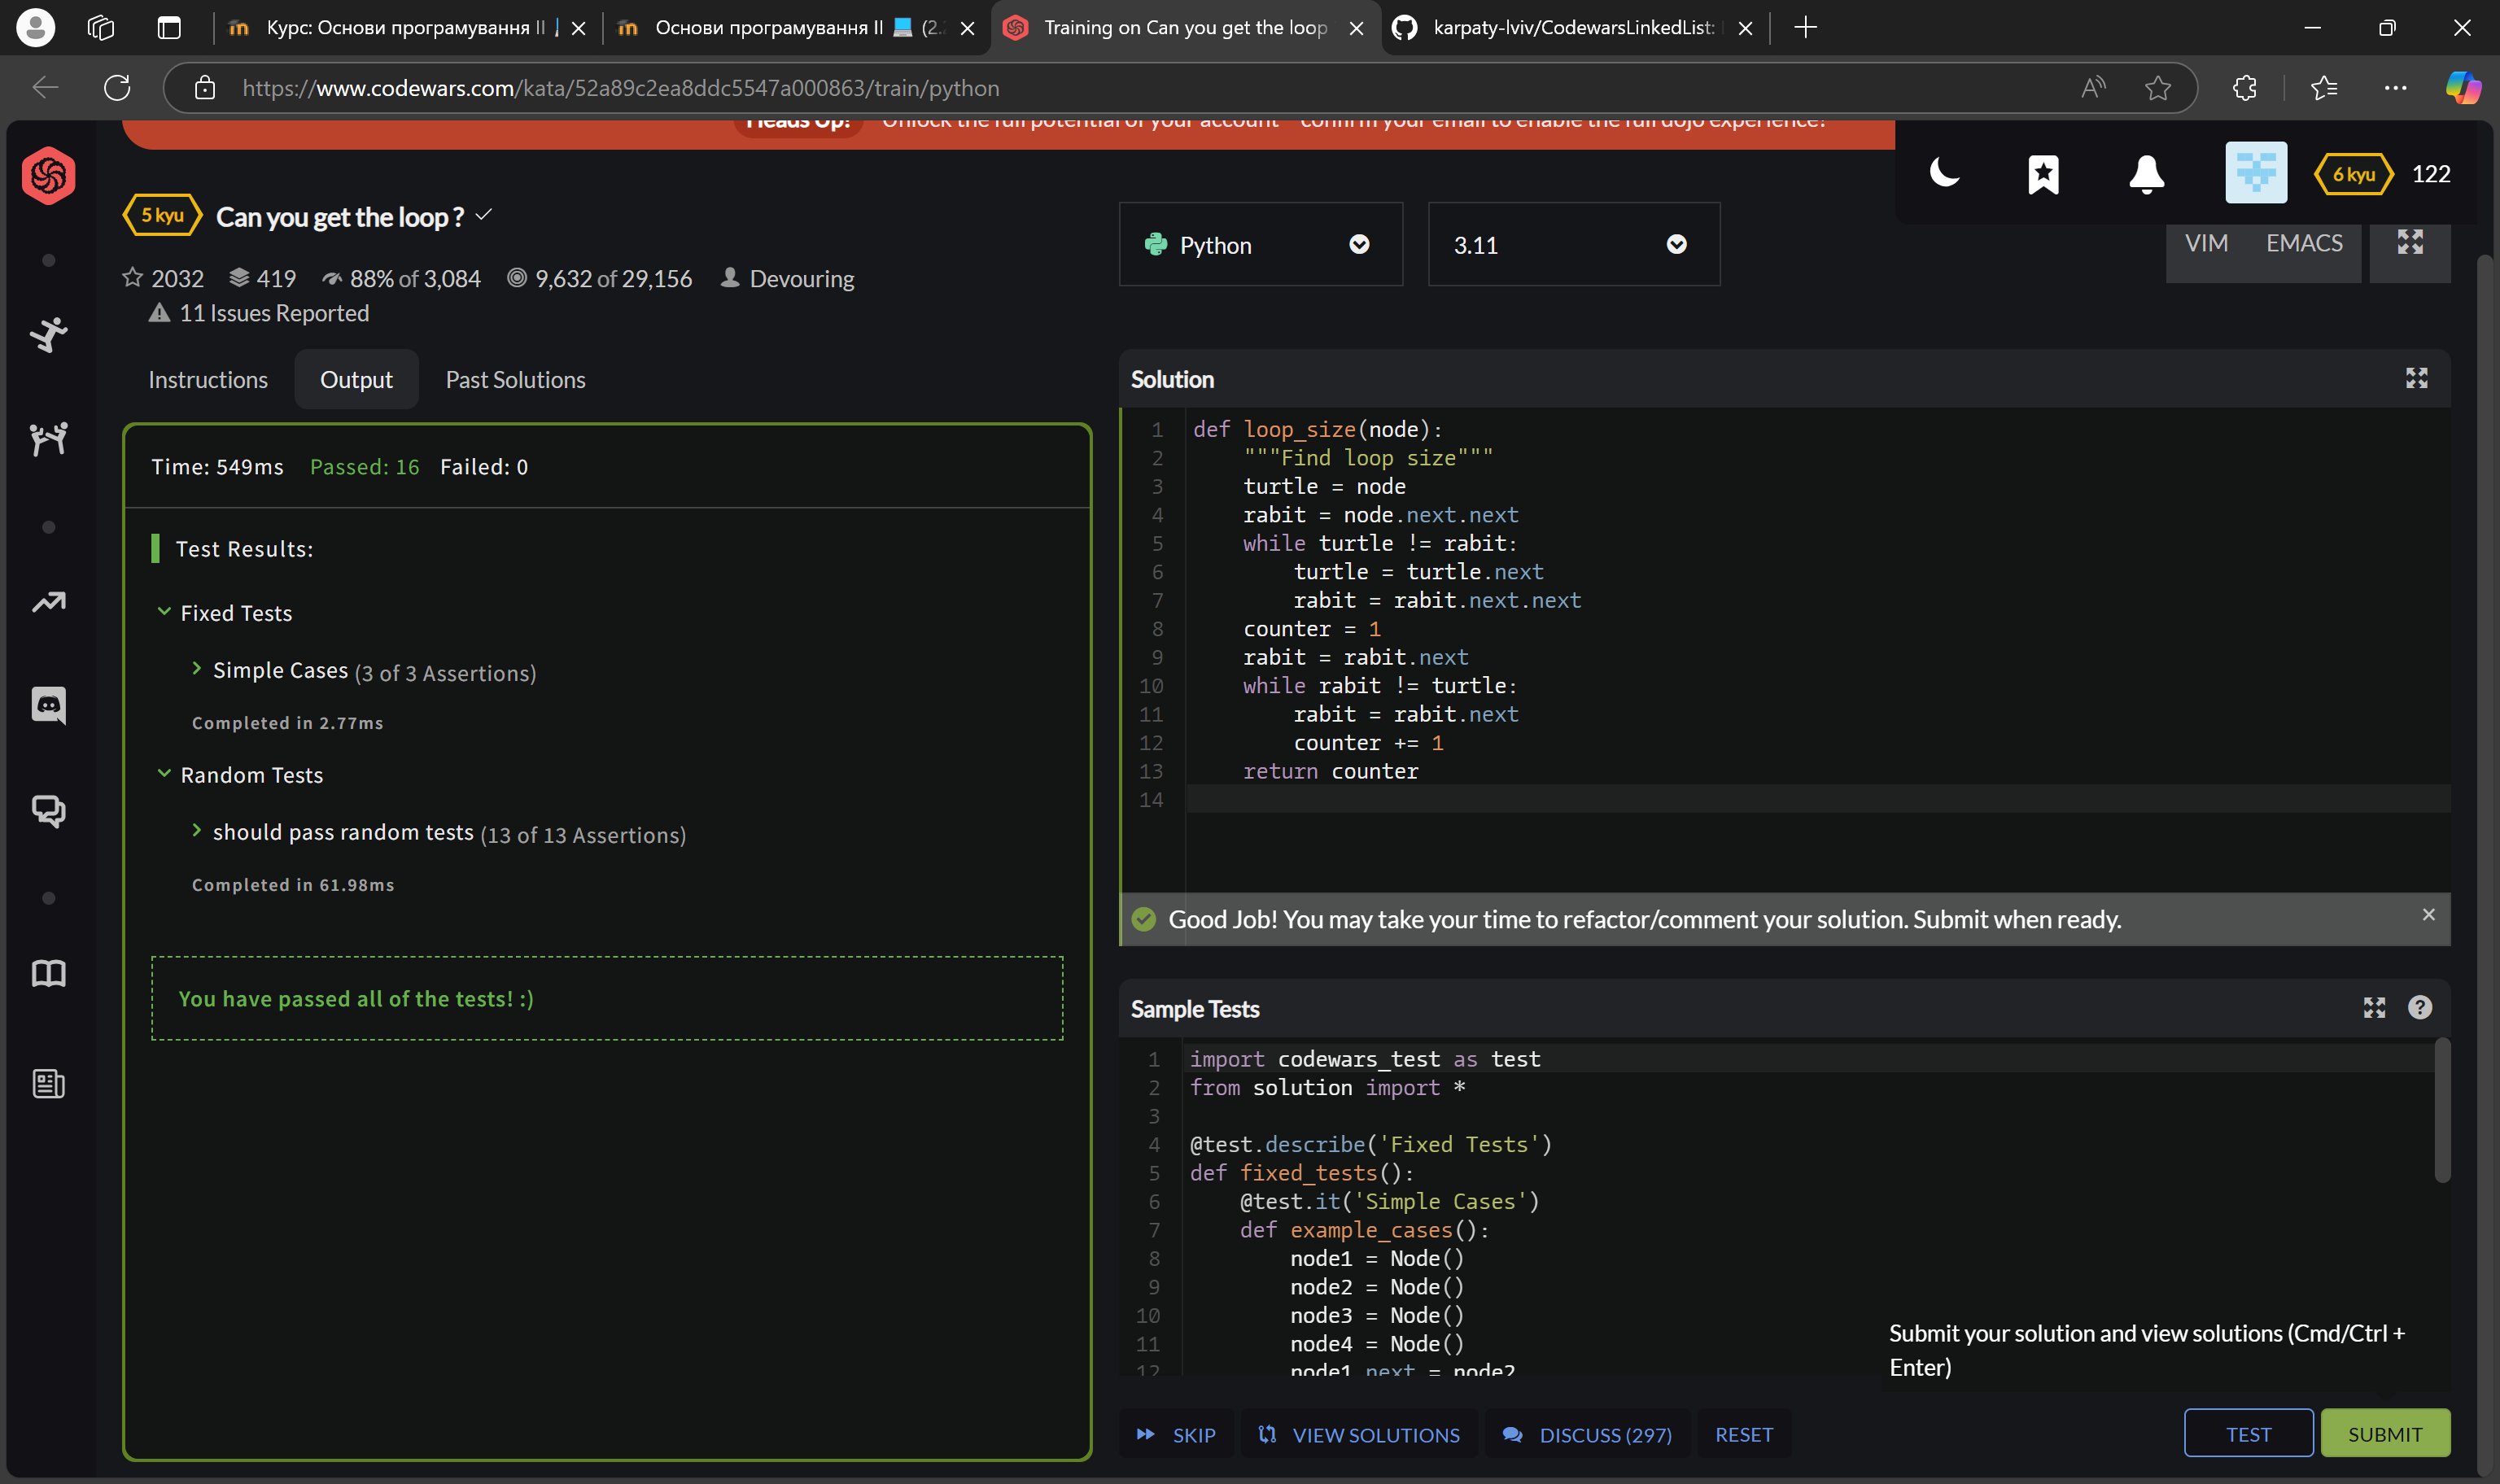 Курс: Основи програмування II
Основи програмування II 💻 (2.
Training on Can you get the loop
karpaty-lviv/CodewarsLinkedList:
https://www.codewars.com/kata/52a89c2ea8ddc5547a000863/train/python
Heads Up! Unlock the full potential of your account confirm your email to enable the full dojo experience!
6 kyu 122
5 kyu Can you get the loop ?
2032 419 88% of 3,084 9,632 of 29,156 Devouring
11 Issues Reported
Python
3.11
VIM EMACS
Instructions Output Past Solutions
Time: 549ms Passed: 16 Failed: 0
Test Results:
Fixed Tests
Simple Cases (3 of 3 Assertions)
Completed in 2.77ms
Random Tests
should pass random tests (13 of 13 Assertions)
Completed in 61.98ms
You have passed all of the tests! :)
Solution
1 def loop_size(node):
2     """Find loop size"""
3     turtle = node
4     rabit = node.next.next
5     while turtle != rabit:
6         turtle = turtle.next
7         rabit = rabit.next.next
8     counter = 1
9     rabit = rabit.next
10     while rabit != turtle:
11         rabit = rabit.next
12         counter += 1
13     return counter
14
Good Job! You may take your time to refactor/comment your solution. Submit when ready.
Sample Tests
1 import codewars_test as test
2 from solution import *
3
4 @test.describe('Fixed Tests')
5 def fixed_tests():
6     @test.it('Simple Cases')
7     def example_cases():
8         node1 = Node()
9         node2 = Node()
10         node3 = Node()
11         node4 = Node()
12         node1.next = node2
Submit your solution and view solutions (Cmd/Ctrl +
Enter)
SKIP VIEW SOLUTIONS DISCUSS (297) RESET TEST SUBMIT